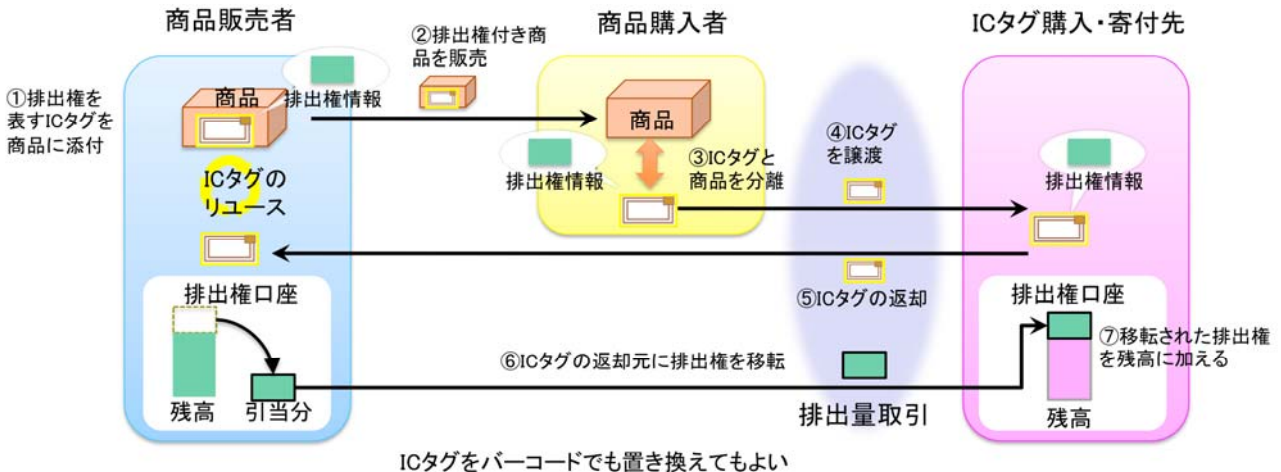 商品販売者
商品購入者
ICタグ購入・寄付先
①排出権を
表すICタグを
商品に添付
商品
排出権情報
②排出権付き商
品を販売
商品
排出権情報
③ICタグと
商品を分離
④ICタグ
を譲渡
排出権情報
ICタグの
リユース
⑤ICタグの返却
排出権口座
残高
引当分
⑥ICタグの返却元に排出権を移転
排出量取引
排出権口座
⑦移転された排出権
を残高に加える
残高
ICタグをバーコードでも置き換えてもよい